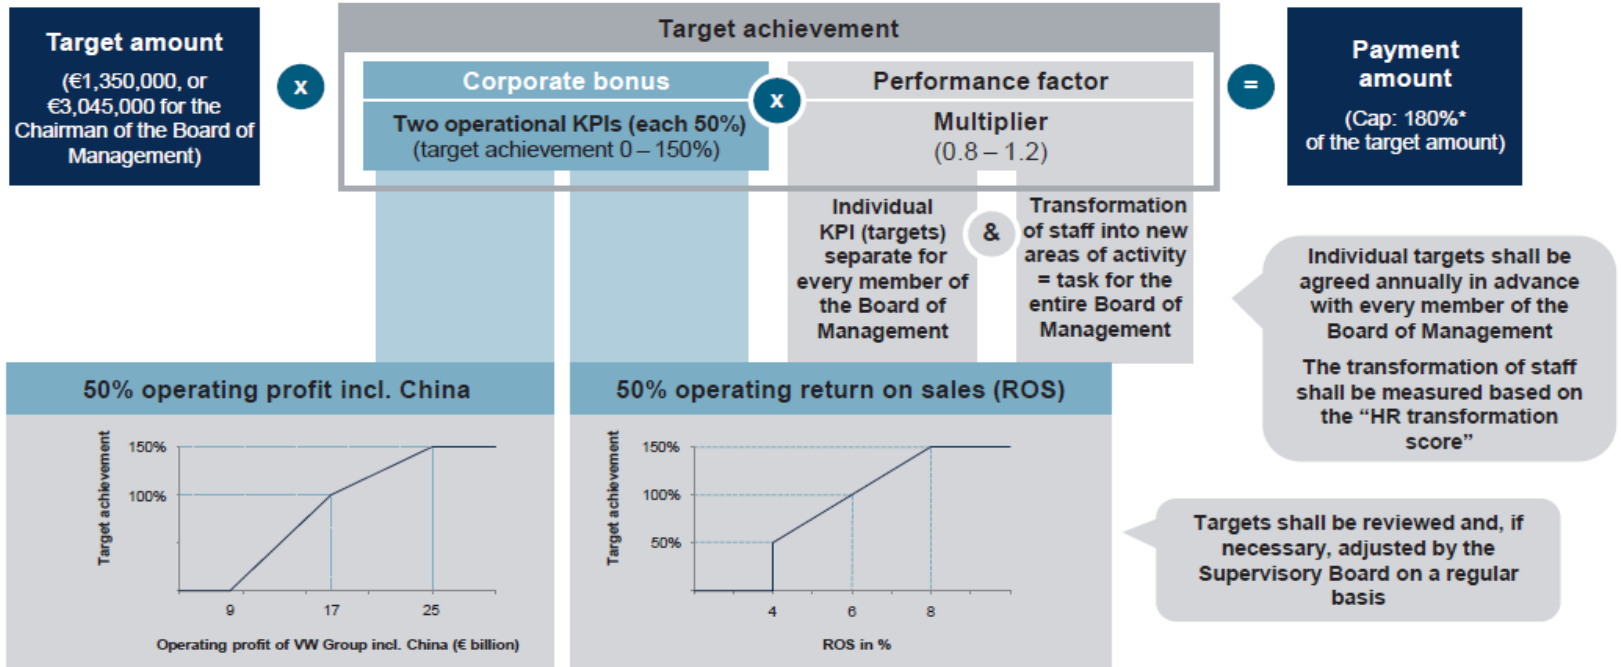 Target amount
(€1,350,000, or
€3,045,000 for the
Chairman of the Board of
Management)
x
Target achievement
Corporate bonus
Two operational KPIs (each 50%)
(target achievement 0 – 150%)
x
Performance factor
Multiplier
(0.8 – 1.2)
=
Payment
amount
(Cap: 180%*
of the target amount)
Individual
KPI (targets)
separate for
every member of
the Board of
Management
&
Transformation
of staff into new
areas of activity
= task for the
entire Board of
Management
Individual targets shall be
agreed annually in advance
with every member of the
Board of Management
The transformation of staff
shall be measured based on
the “HR transformation
score”
50% operating profit incl. China
Target achievement
150%
100%
9 17 25
Operating profit of VW Group incl. China (€ billion)
50% operating return on sales (ROS)
Target achievement
150%
100%
50%
4 6 8
ROS in %
Targets shall be reviewed and, if
necessary, adjusted by the
Supervisory Board on a regular
basis